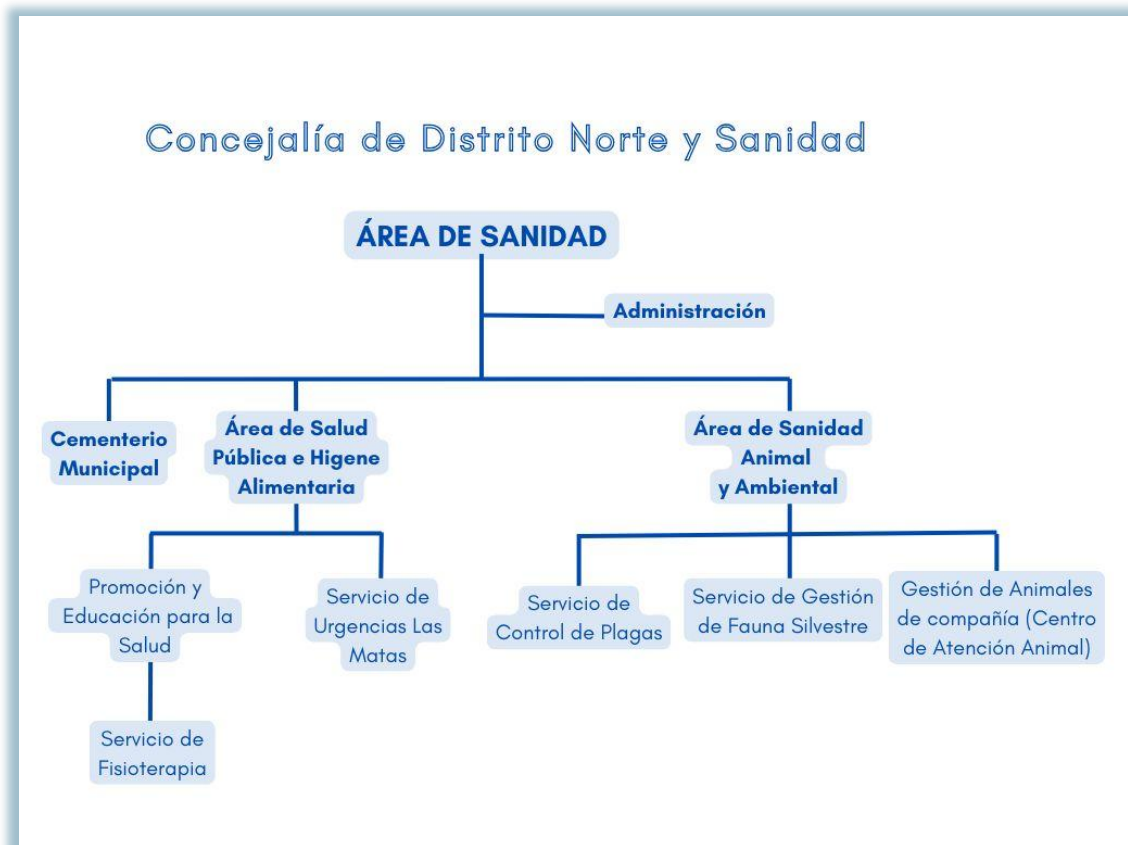 Concejalía de Distrito Norte y Sanidad
ÁREA DE SANIDAD
Administración
Cementerio
Municipal
Área de Salud
Pública e Higene
Alimentaria
Área de Sanidad
Animal
y Ambiental
Promoción y
Educación para la
Salud
Servicio de
Urgencias Las
Matas
Servicio de
Control de Plagas
Servicio de Gestión
de Fauna Silvestre
Gestión de Animales
de compañía (Centro
de Atención Animal)
Servicio de
Fisioterapia